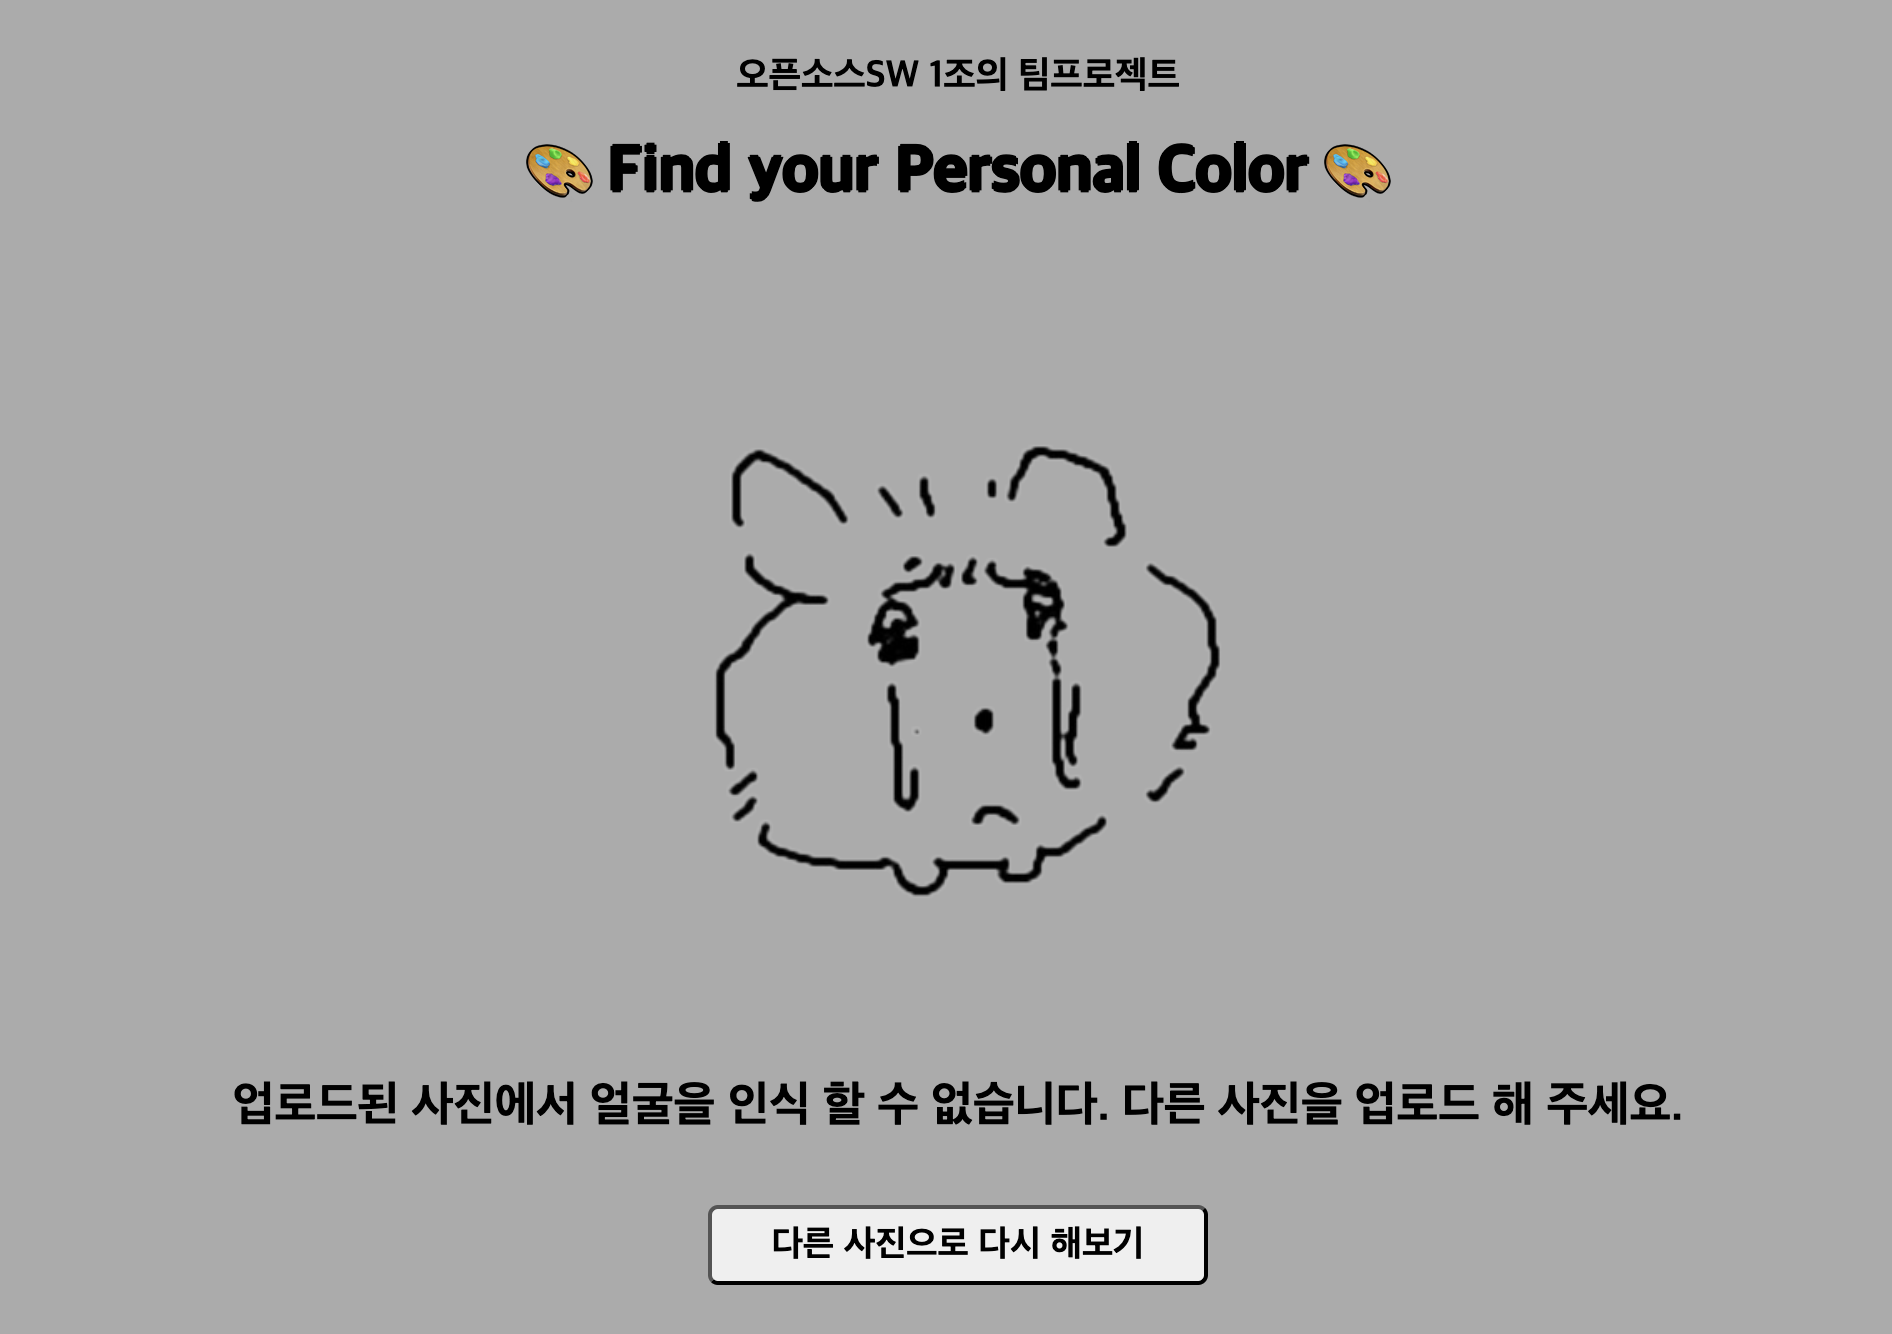 오픈소스SW 1조의 팀프로젝트
🎨 Find your Personal Color 🎨
업로드된 사진에서 얼굴을 인식 할 수 없습니다. 다른 사진을 업로드 해 주세요.
다른 사진으로 다시 해보기